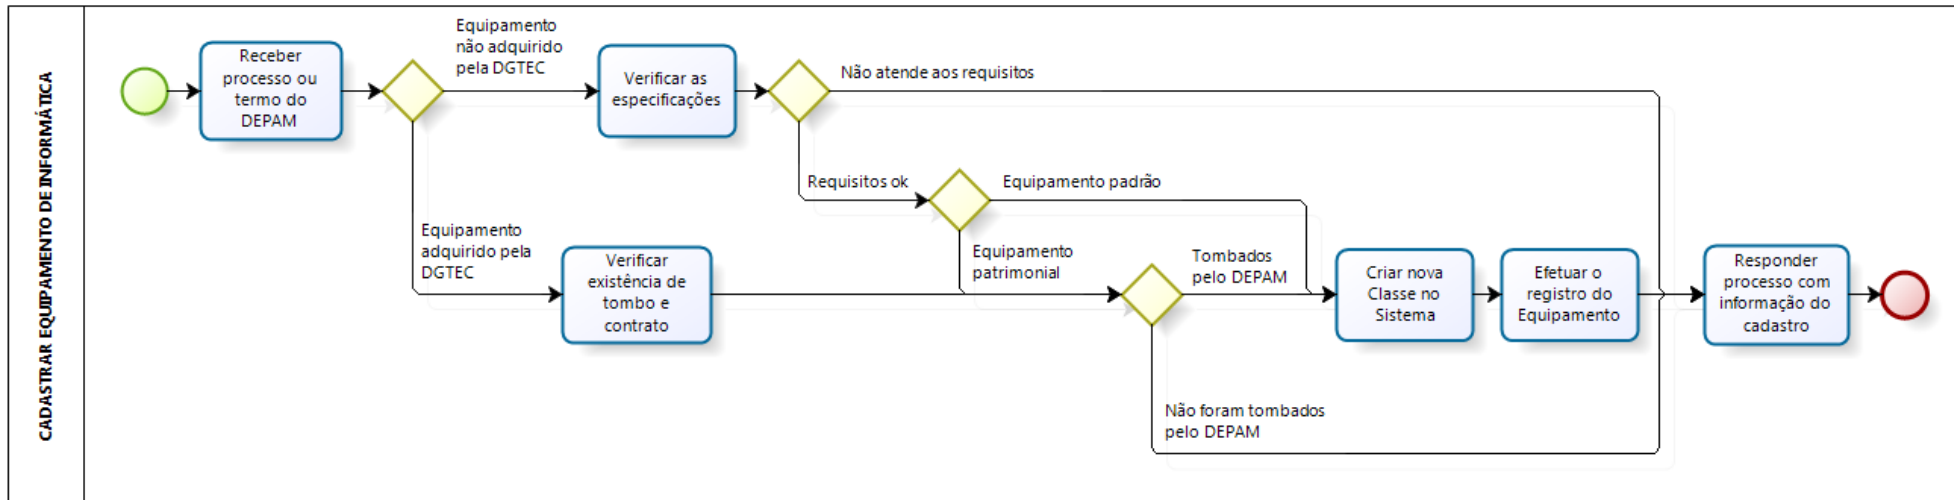 CADASTRAR EQUIPAMENTO DE INFORMÁTICA
Receber
processo ou
termo do
DEPAM
Equipamento
não adquirido
pela DGTEC
Verificar as
especificações
Não atende aos requisitos
Requisitos ok
Equipamento padrão
Equipamento
adquirido pela
DGTEC
Verificar
existência de
tombo e
contrato
Equipamento
patrimonial
Tombados
pelo DEPAM
Criar nova
Classe no
Sistema
Efetuar o
registro do
Equipamento
Responder
processo com
informação do
cadastro
Não foram tombados
pelo DEPAM